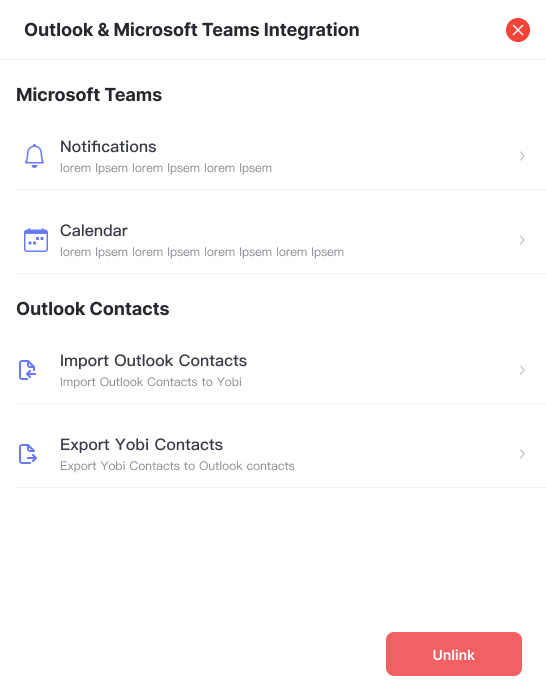 Outlook & Microsoft Teams Integration
Microsoft Teams
Notifications
lorem Ipsem lorem Ipsem lorem Ipsem
Calendar
lorem Ipsem lorem Ipsem lorem Ipsem lorem Ipsem
Outlook Contacts
Import Outlook Contacts
Import Outlook Contacts to Yobi
Export Yobi Contacts
Export Yobi Contacts to Outlook contacts
Unlink